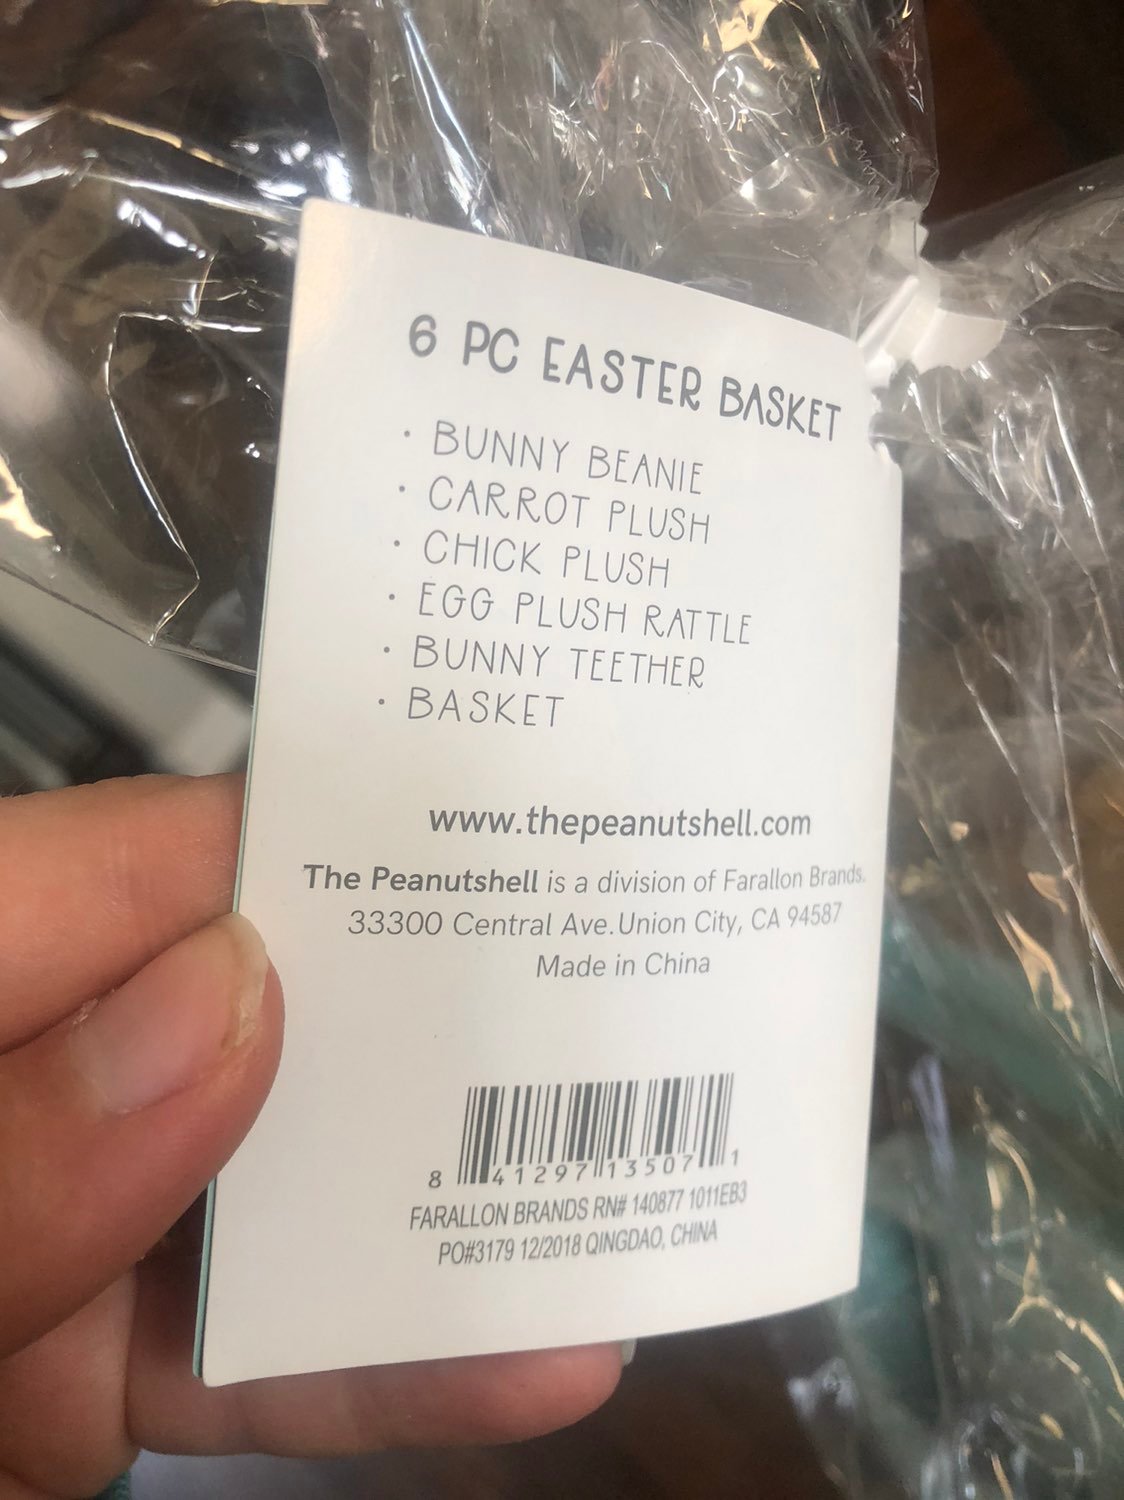 6 PC EASTER BASKET
· BUNNY BEANIE
· CARROT PLUSH
· CHICK PLUSH
· EGG PLUSH RATTLE
· BUNNY TEETHER
· BASKET
www.thepeanutshell.com
The Peanutshell is a division of Farallon Brands.
33300 Central Ave. Union City, CA 94587
Made in China
8 41297 13507 1
FARALLON BRANDS RN# 140877 1011EB3
PO#3179 12/2018 QINGDAO, CHINA